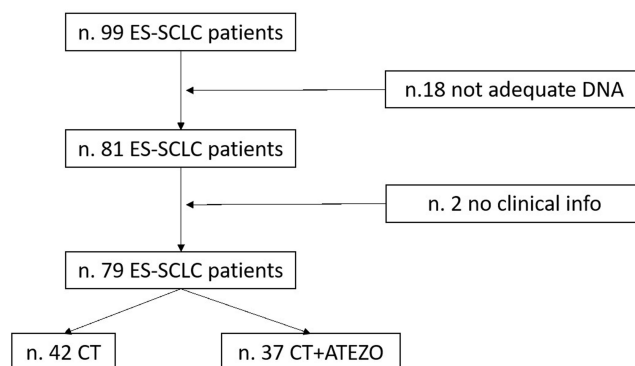 n. 99 ES-SCLC patients
n.18 not adequate DNA
n. 81 ES-SCLC patients
n. 2 no clinical info
n. 79 ES-SCLC patients
n. 42 CT
n. 37 CT+ATEZO